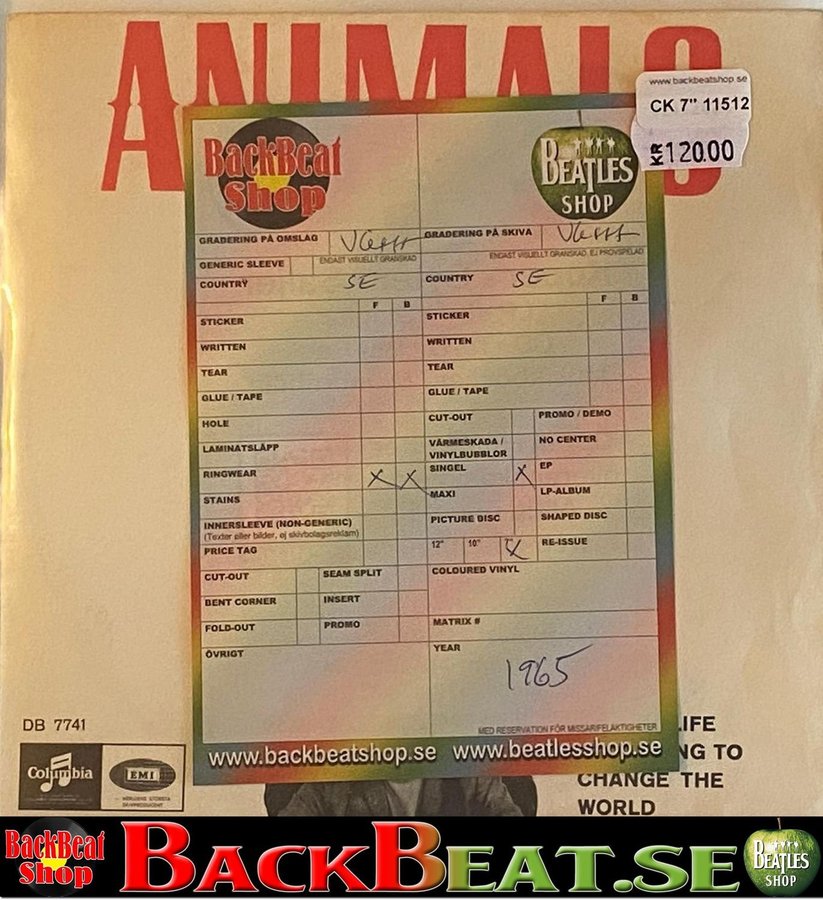 ANIMALS
www.backbeatshop.se
CK 7" 11512
KR120.00
BackBeat
Shop
BEATLES
SHOP
GRADERING PÅ OMSLAG
GRADERING PÅ SKIVA
GENERIC SLEEVE
ENDAST VISUELLT GRANSKAD
ENDAST VISUELLT GRANSKAD, EJ PROVSPELAD
COUNTRY SE
COUNTRY SE
F B
F B
STICKER
STICKER
WRITTEN
WRITTEN
TEAR
TEAR
GLUE / TAPE
GLUE / TAPE
HOLE
CUT-OUT
PROMO / DEMO
LAMINATSLÄPP
VÄRMESKADA /
VINYLBUBBLOR
NO CENTER
RINGWEAR X X
SINGEL X
EP
STAINS
MAXI
LP-ALBUM
INNERSLEEVE (NON-GENERIC)
(Texter eller bilder, ej skivbolagsreklam)
PICTURE DISC
SHAPED DISC
PRICE TAG
12" 10" X
RE-ISSUE
CUT-OUT
SEAM SPLIT
COLOURED VINYL
BENT CORNER
INSERT
FOLD-OUT
PROMO
MATRIX #
ÖVRIGT
YEAR
1965
MED RESERVATION FÖR MISSAR/FELAKTIGHETER
www.backbeatshop.se www.beatlesshop.se
DB 7741
Columbia
EMI
LIFE
NG TO
CHANGE THE
WORLD
BackBeat
Shop
BACKBEAT.SE
BEATLES
SHOP